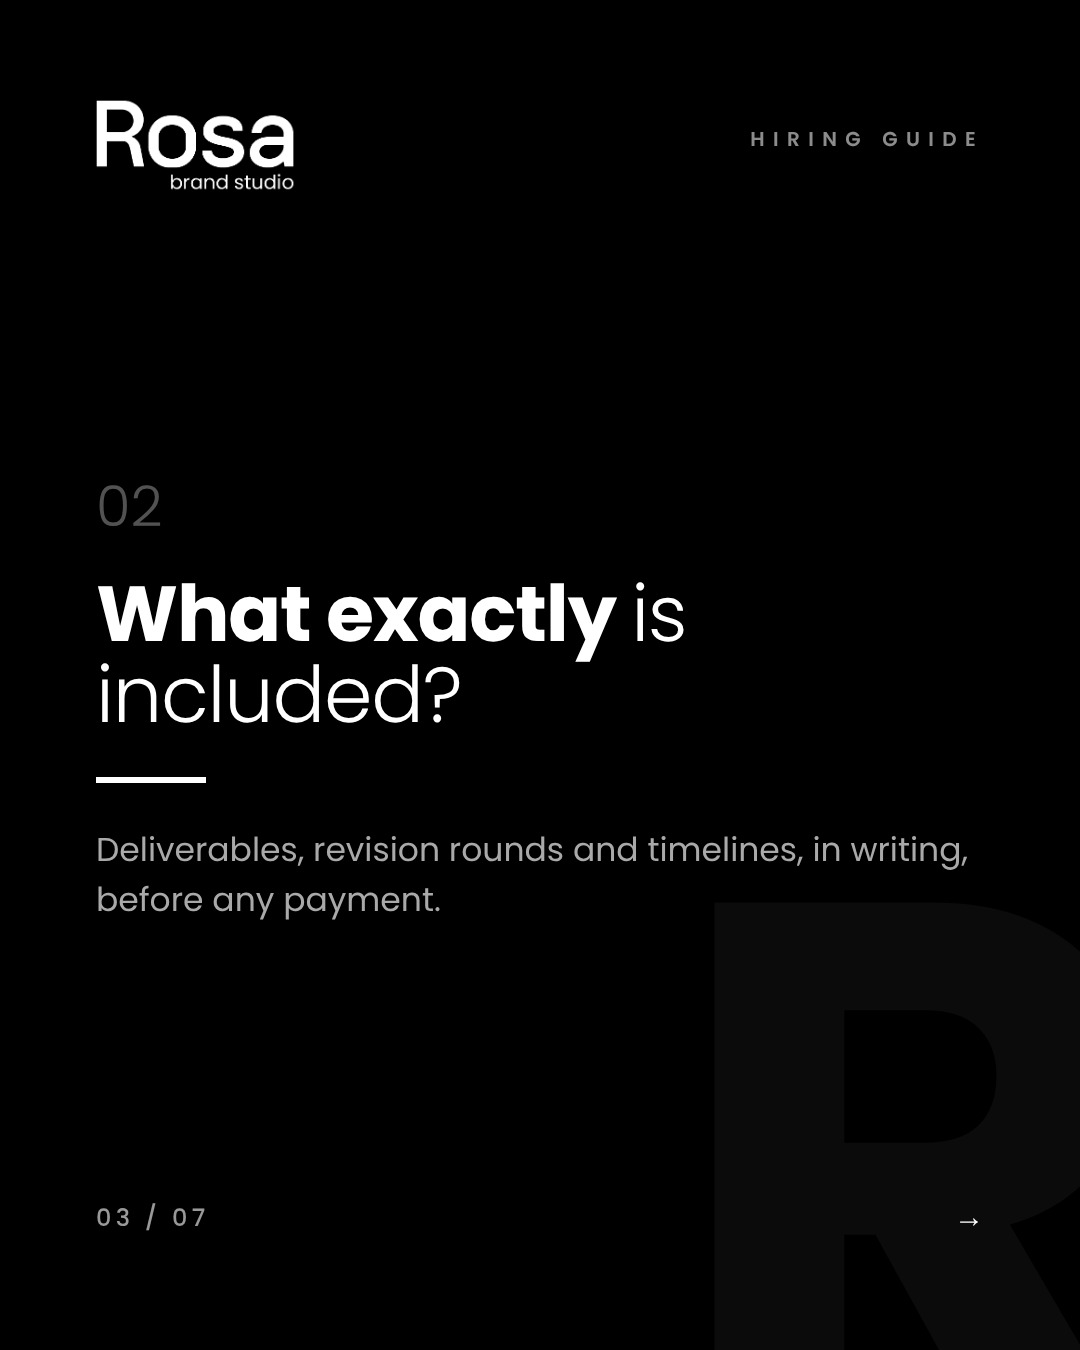 Rosa
brand studio
HIRING GUIDE
02
What exactly is
included?
Deliverables, revision rounds and timelines, in writing,
before any payment.
R
03 / 07
→